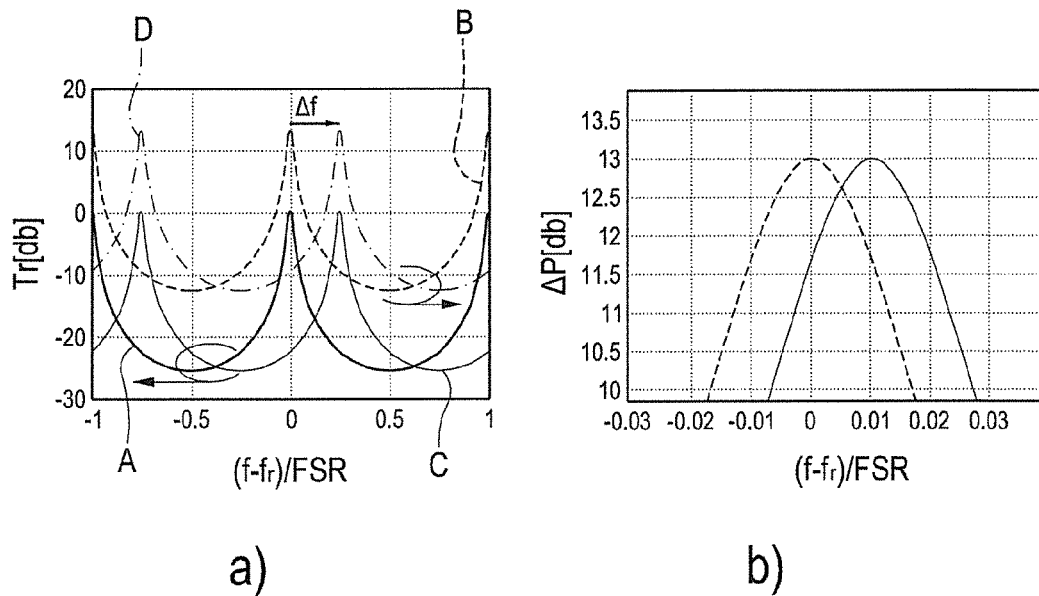 D
B
20
10
0
-10
-20
-30
Tr[db]
Δf
-1
-0.5
0
0.5
1
A
C
(f-fr)/FSR
a)
13.5
13
12.5
12
11.5
11
10.5
10
ΔP[db]
-0.03
-0.02
-0.01
0
0.01
0.02
0.03
(f-fr)/FSR
b)